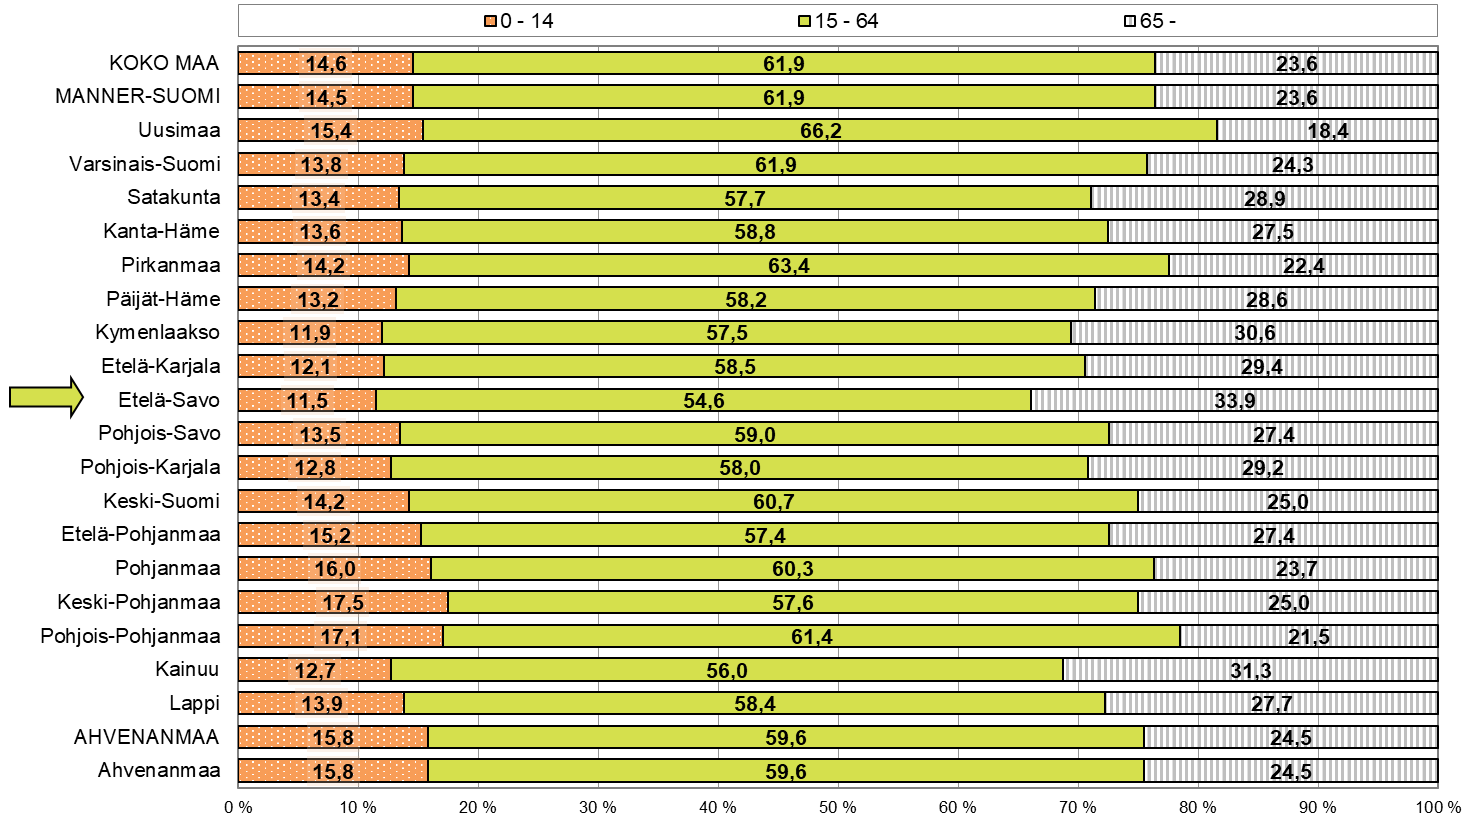 0 - 14 15 - 64 65 -
KOKO MAA 14,6 61,9 23,6
MANNER-SUOMI 14,5 61,9 23,6
Uusimaa 15,4 66,2 18,4
Varsinais-Suomi 13,8 61,9 24,3
Satakunta 13,4 57,7 28,9
Kanta-Häme 13,6 58,8 27,5
Pirkanmaa 14,2 63,4 22,4
Päijät-Häme 13,2 58,2 28,6
Kymenlaakso 11,9 57,5 30,6
Etelä-Karjala 12,1 58,5 29,4
Etelä-Savo 11,5 54,6 33,9
Pohjois-Savo 13,5 59,0 27,4
Pohjois-Karjala 12,8 58,0 29,2
Keski-Suomi 14,2 60,7 25,0
Etelä-Pohjanmaa 15,2 57,4 27,4
Pohjanmaa 16,0 60,3 23,7
Keski-Pohjanmaa 17,5 57,6 25,0
Pohjois-Pohjanmaa 17,1 61,4 21,5
Kainuu 12,7 56,0 31,3
Lappi 13,9 58,4 27,7
AHVENANMAA 15,8 59,6 24,5
Ahvenanmaa 15,8 59,6 24,5
0 % 10 % 20 % 30 % 40 % 50 % 60 % 70 % 80 % 90 % 100 %